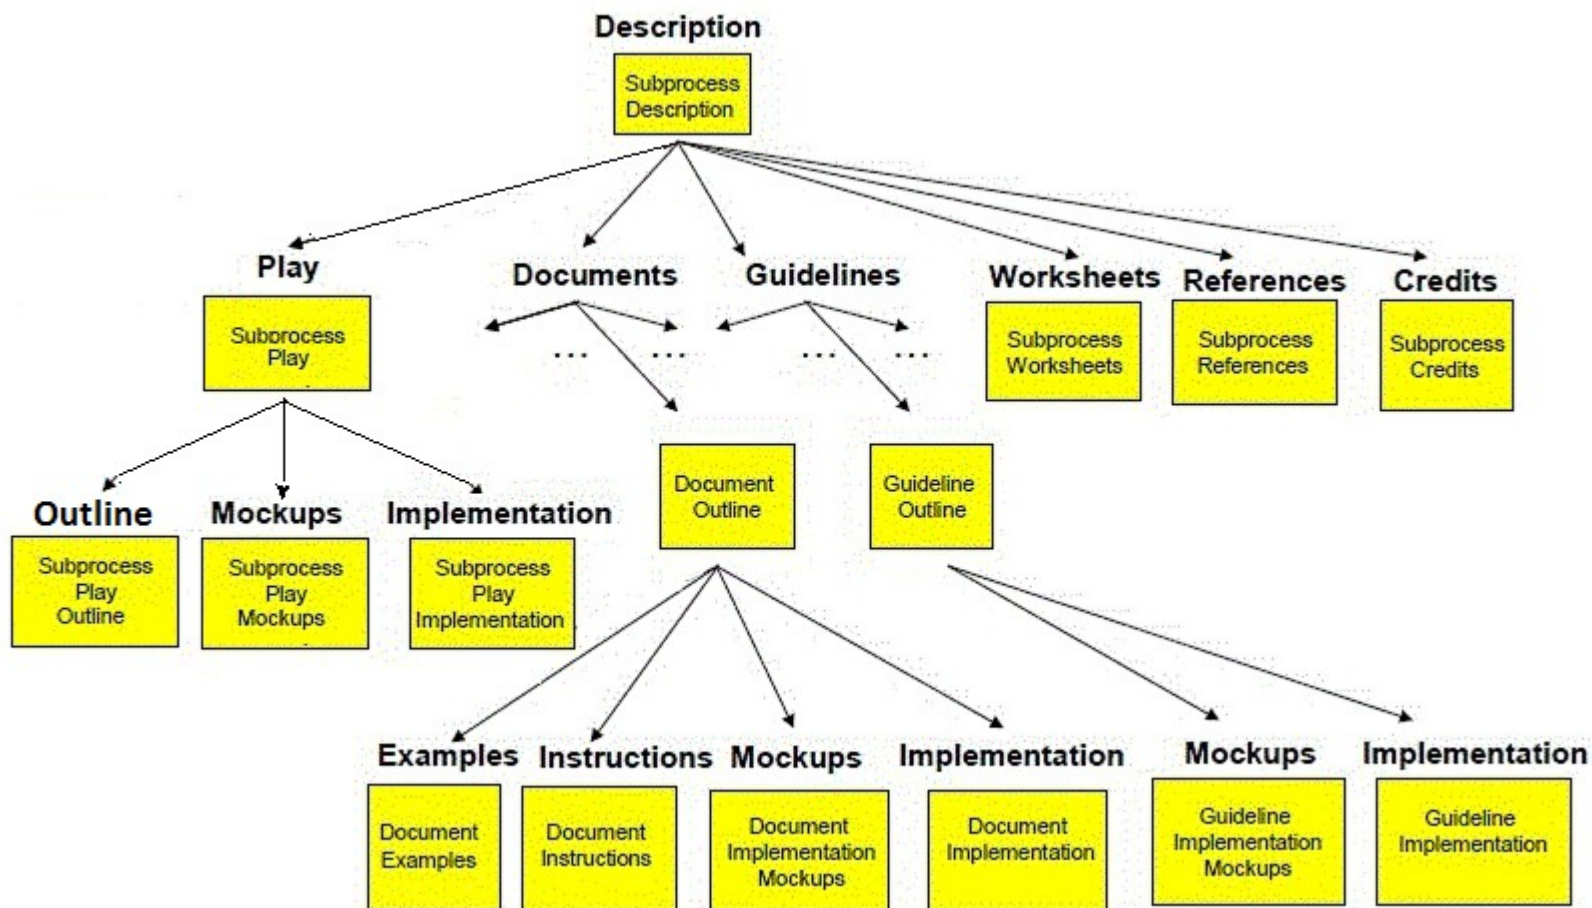 Description
Subprocess
Description
Play
Documents
Guidelines
Worksheets
References
Credits
Subprocess
Play
...
...
...
...
Subprocess
Worksheets
Subprocess
References
Subprocess
Credits
Document
Outline
Guideline
Outline
Outline
Mockups
Implementation
Subprocess
Play
Outline
Subprocess
Play
Mockups
Subprocess
Play
Implementation
Examples
Instructions
Mockups
Implementation
Mockups
Implementation
Document
Examples
Document
Instructions
Document
Implementation
Mockups
Document
Implementation
Guideline
Implementation
Mockups
Guideline
Implementation